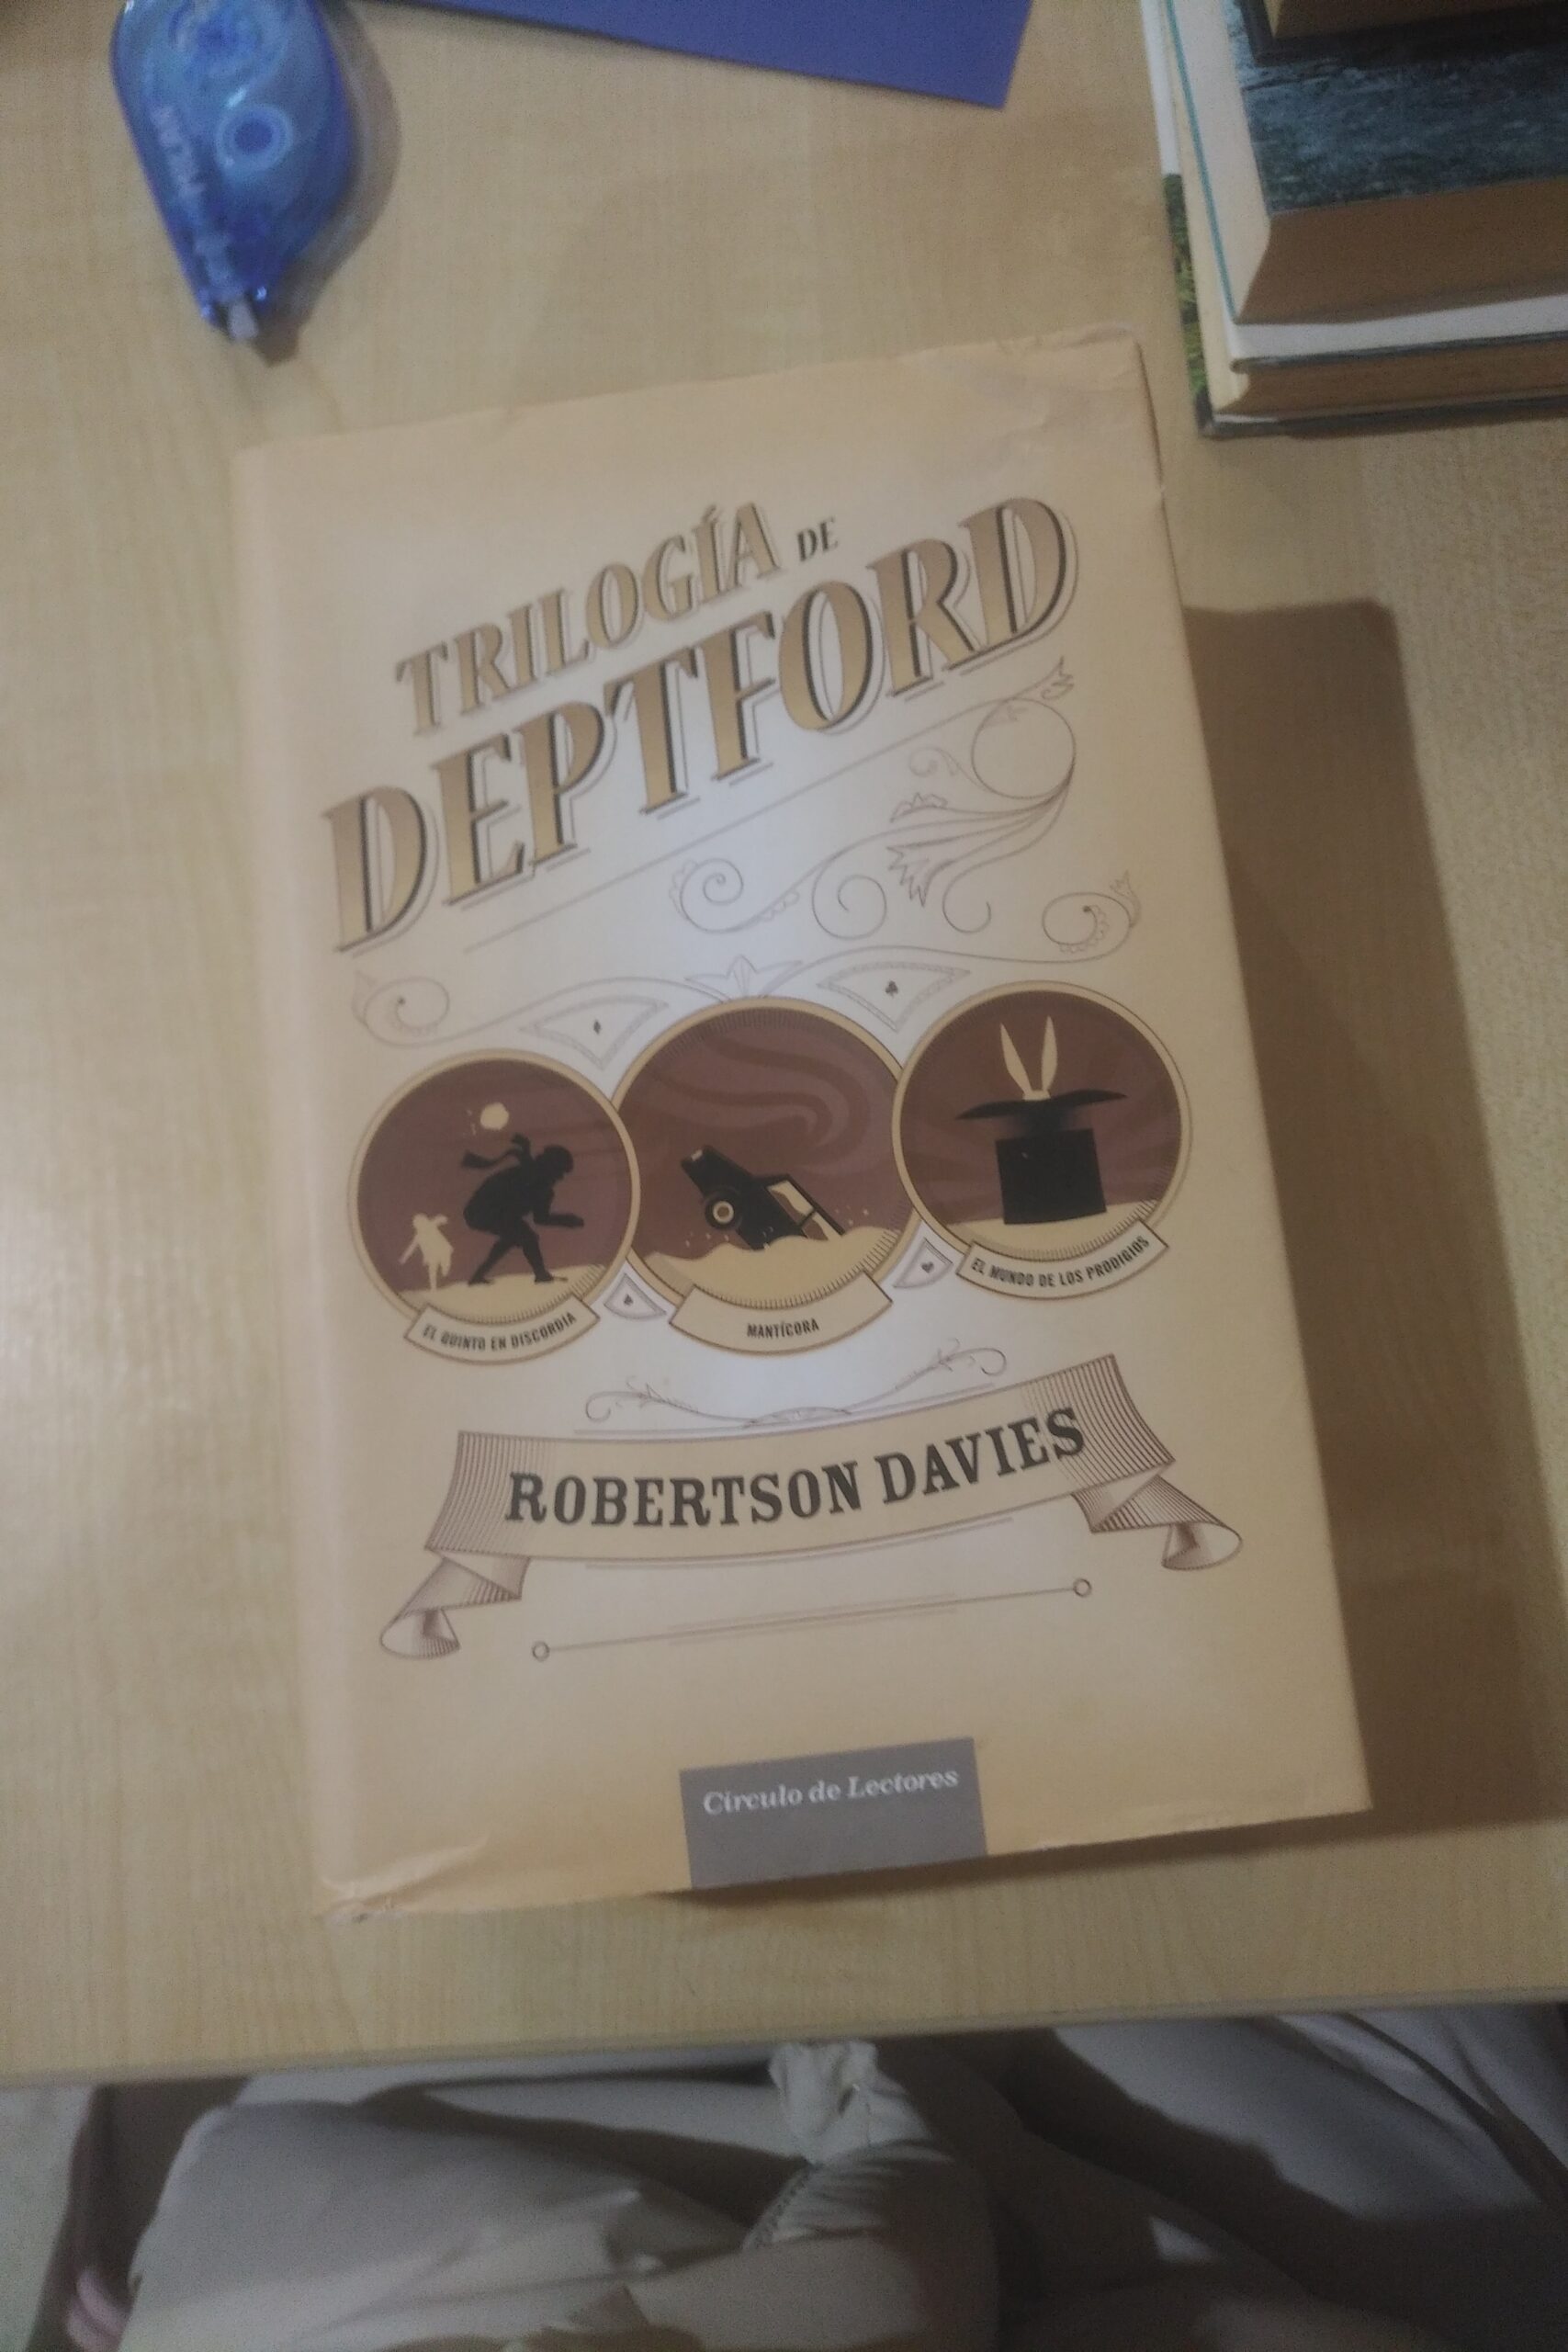 TRILOGÍA DE
DEPTFORD
EL QUINTO EN DISCORDIA
MANTÍCORA
EL MUNDO DE LOS PRODIGIOS
ROBERTSON DAVIES
Círculo de Lectores